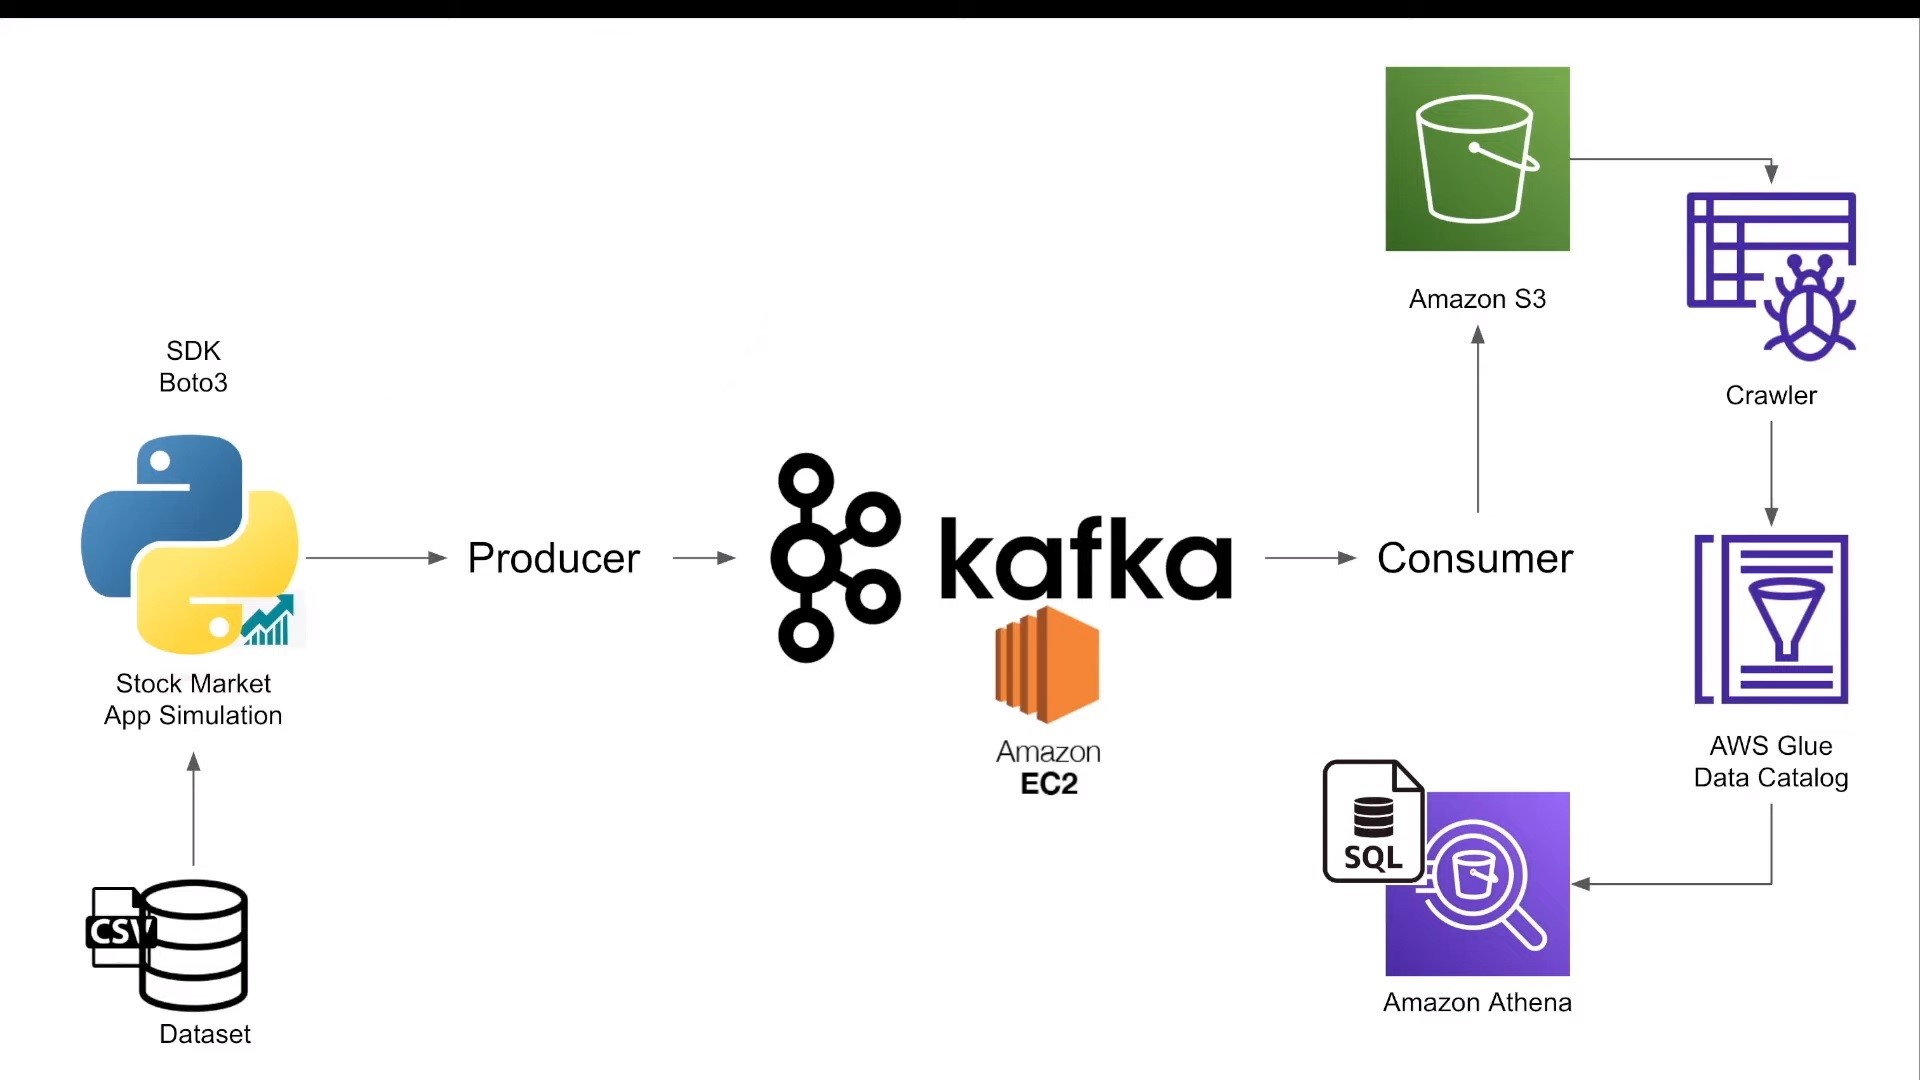 SDK
Boto3
Stock Market
App Simulation
CSV
Dataset
Producer
kafka
Amazon
EC2
Consumer
Amazon S3
Crawler
AWS Glue
Data Catalog
SQL
Amazon Athena